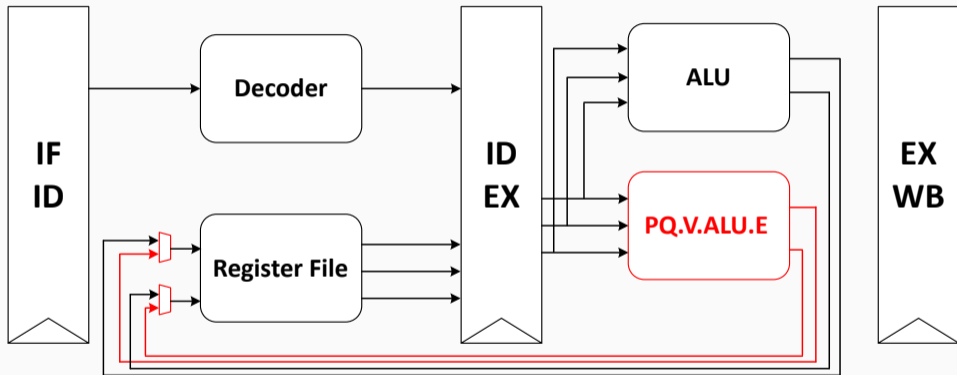 IF
ID
Decoder
Register File
ID
EX
ALU
PQ.V.ALU.E
EX
WB